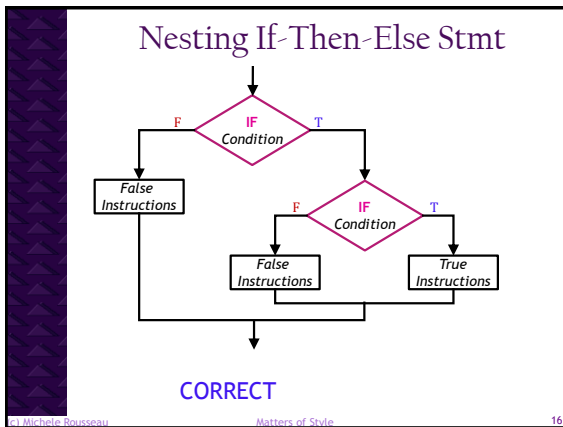 Nesting If-Then-Else Stmt
F
IF
Condition
T
False
Instructions
F
IF
Condition
T
False
Instructions
True
Instructions
CORRECT
(c) Michele Rousseau
Matters of Style
16